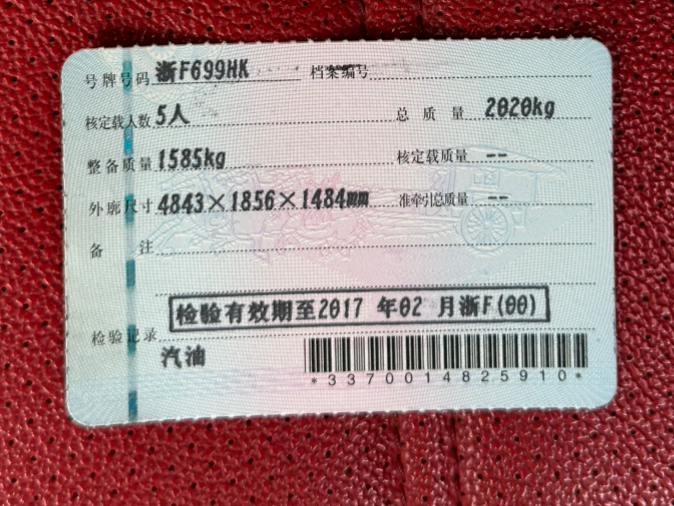 号牌号码 浙F699HK 档案编号
核定载人数 5人 总质量 2020kg
整备质量 1585kg 核定载质量 --
外廓尺寸 4843×1856×1484mm 准牵引总质量 --
备注
检验有效期至2017 年02 月浙F(00)
检验记录
汽油
*3370014825910*